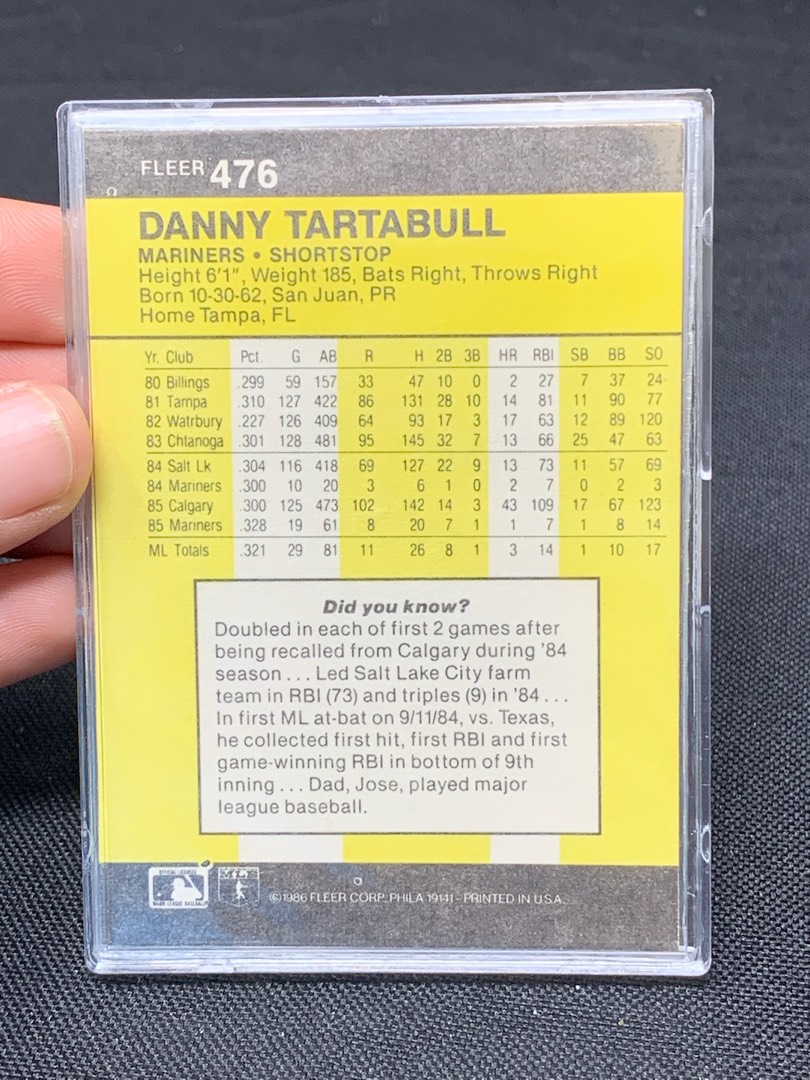 FLEER 476
DANNY TARTABULL
MARINERS • SHORTSTOP
Height 6'1", Weight 185, Bats Right, Throws Right
Born 10-30-62, San Juan, PR
Home Tampa, FL
Yr. Club Pct. G AB R H 2B 3B HR RBI SB BB SO
80 Billings .299 59 157 33 47 10 0 2 27 7 37 24
81 Tampa .310 127 422 86 131 28 10 14 81 11 90 77
82 Watrbury .227 126 409 64 93 17 3 17 63 12 89 120
83 Chtanoga .301 128 481 95 145 32 7 13 66 25 47 63
84 Salt Lk .304 116 418 69 127 22 9 13 73 11 57 69
84 Mariners .300 10 20 3 6 1 0 2 7 0 2 3
85 Calgary .300 125 473 102 142 14 3 43 109 17 67 123
85 Mariners .328 19 61 8 20 7 1 1 7 1 8 14
ML Totals .321 29 81 11 26 8 1 3 14 1 10 17
Did you know?
Doubled in each of first 2 games after
being recalled from Calgary during '84
season . . . Led Salt Lake City farm
team in RBI (73) and triples (9) in '84 . . .
In first ML at-bat on 9/11/84, vs. Texas,
he collected first hit, first RBI and first
game-winning RBI in bottom of 9th
inning . . . Dad, Jose, played major
league baseball.
OFFICIAL LICENSEE
MAJOR LEAGUE BASEBALL
©1986 FLEER CORP. PHILA 19141 - PRINTED IN U.S.A.